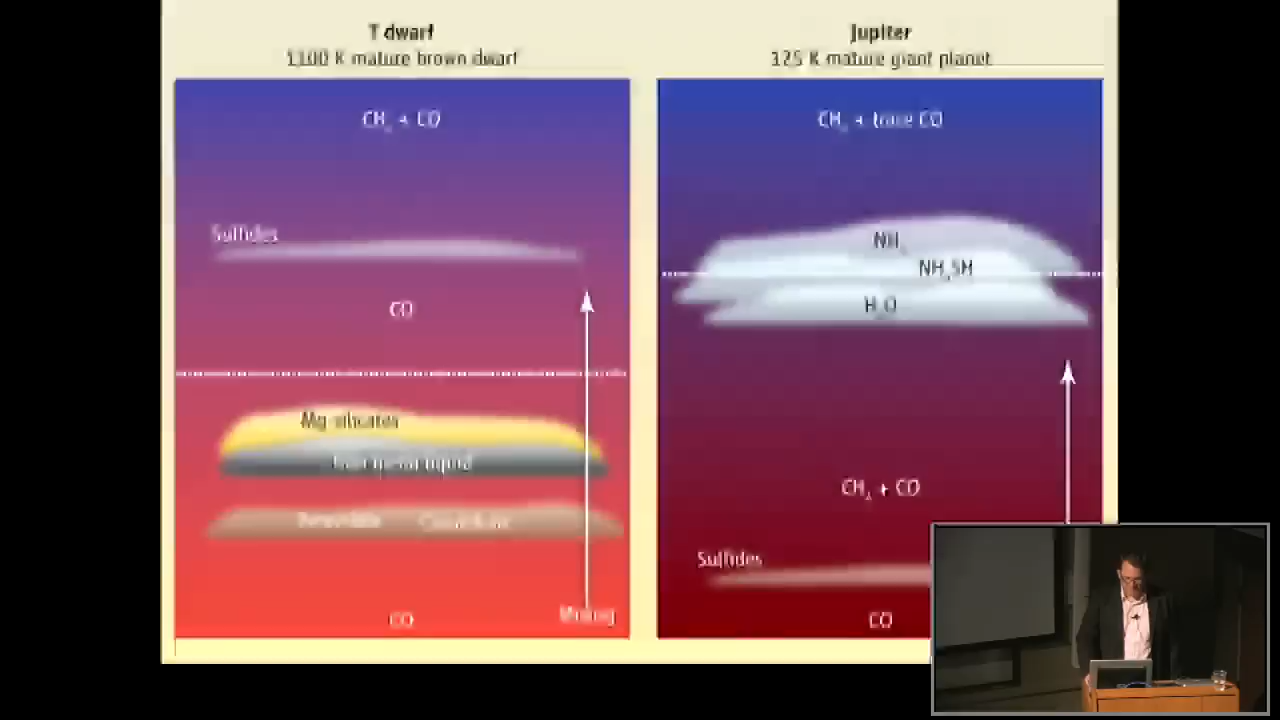 T dwarf
1100 K mature brown dwarf
CH₄ + CO
Sulfides
CO
Mg silicates
Mixing
CO
Jupiter
125 K mature giant planet
CH₄ + trace CO
NH₃
NH₄SH
H₂O
CH₄ + CO
Sulfides
CO